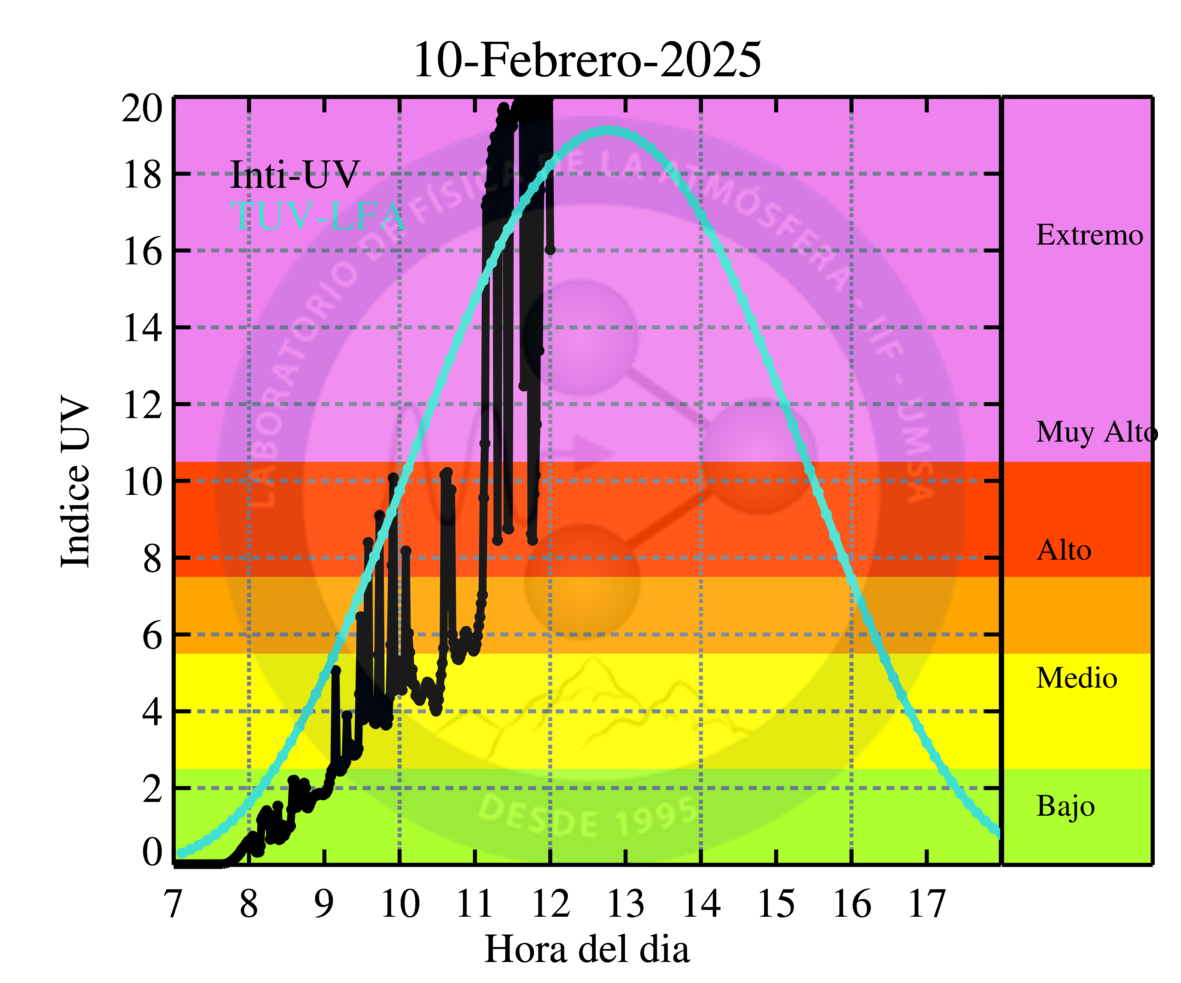 10-Febrero-2025
20
18
16
14
12
10
8
6
4
2
0
Indice UV
Inti-UV
TUV-LFA
LABORATORIO DE FÍSICA DE LA ATMÓSFERA - IIF - UMSA
DESDE 1995
Extremo
Muy Alto
Alto
Medio
Bajo
7 8 9 10 11 12 13 14 15 16 17
Hora del dia